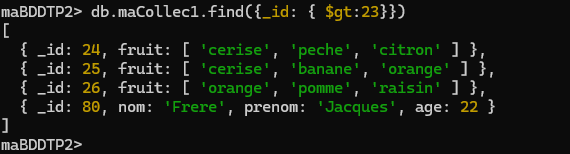 maBDDTP2> db.maCollec1.find({_id: { $gt:23}})
[
  { _id: 24, fruit: [ 'cerise', 'peche', 'citron' ] },
  { _id: 25, fruit: [ 'cerise', 'banane', 'orange' ] },
  { _id: 26, fruit: [ 'orange', 'pomme', 'raisin' ] },
  { _id: 80, nom: 'Frere', prenom: 'Jacques', age: 22 }
]
maBDDTP2>